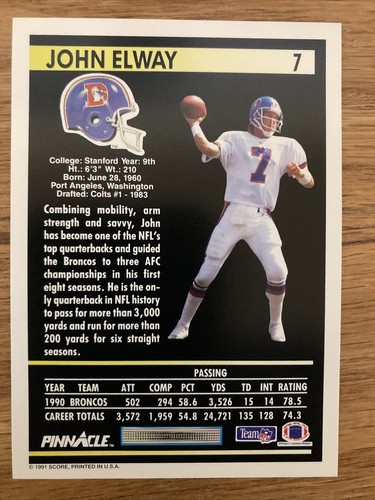 JOHN ELWAY 7
D
College: Stanford Year: 9th
Ht.: 6'3" Wt.: 210
Born: June 28, 1960
Port Angeles, Washington
Drafted: Colts #1 - 1983
7
Combining mobility, arm
strength and savvy, John
has become one of the NFL's
top quarterbacks and guided
the Broncos to three AFC
championships in his first
eight seasons. He is the on-
ly quarterback in NFL history
to pass for more than 3,000
yards and run for more than
200 yards for six straight
seasons.
PASSING
YEAR TEAM ATT COMP PCT YDS TD INT RATING
1990 BRONCOS 502 294 58.6 3,526 15 14 78.5
CAREER TOTALS 3,572 1,959 54.8 24,721 135 128 74.3
PINNACLE
Team NFL
© 1991 SCORE, PRINTED IN U.S.A.